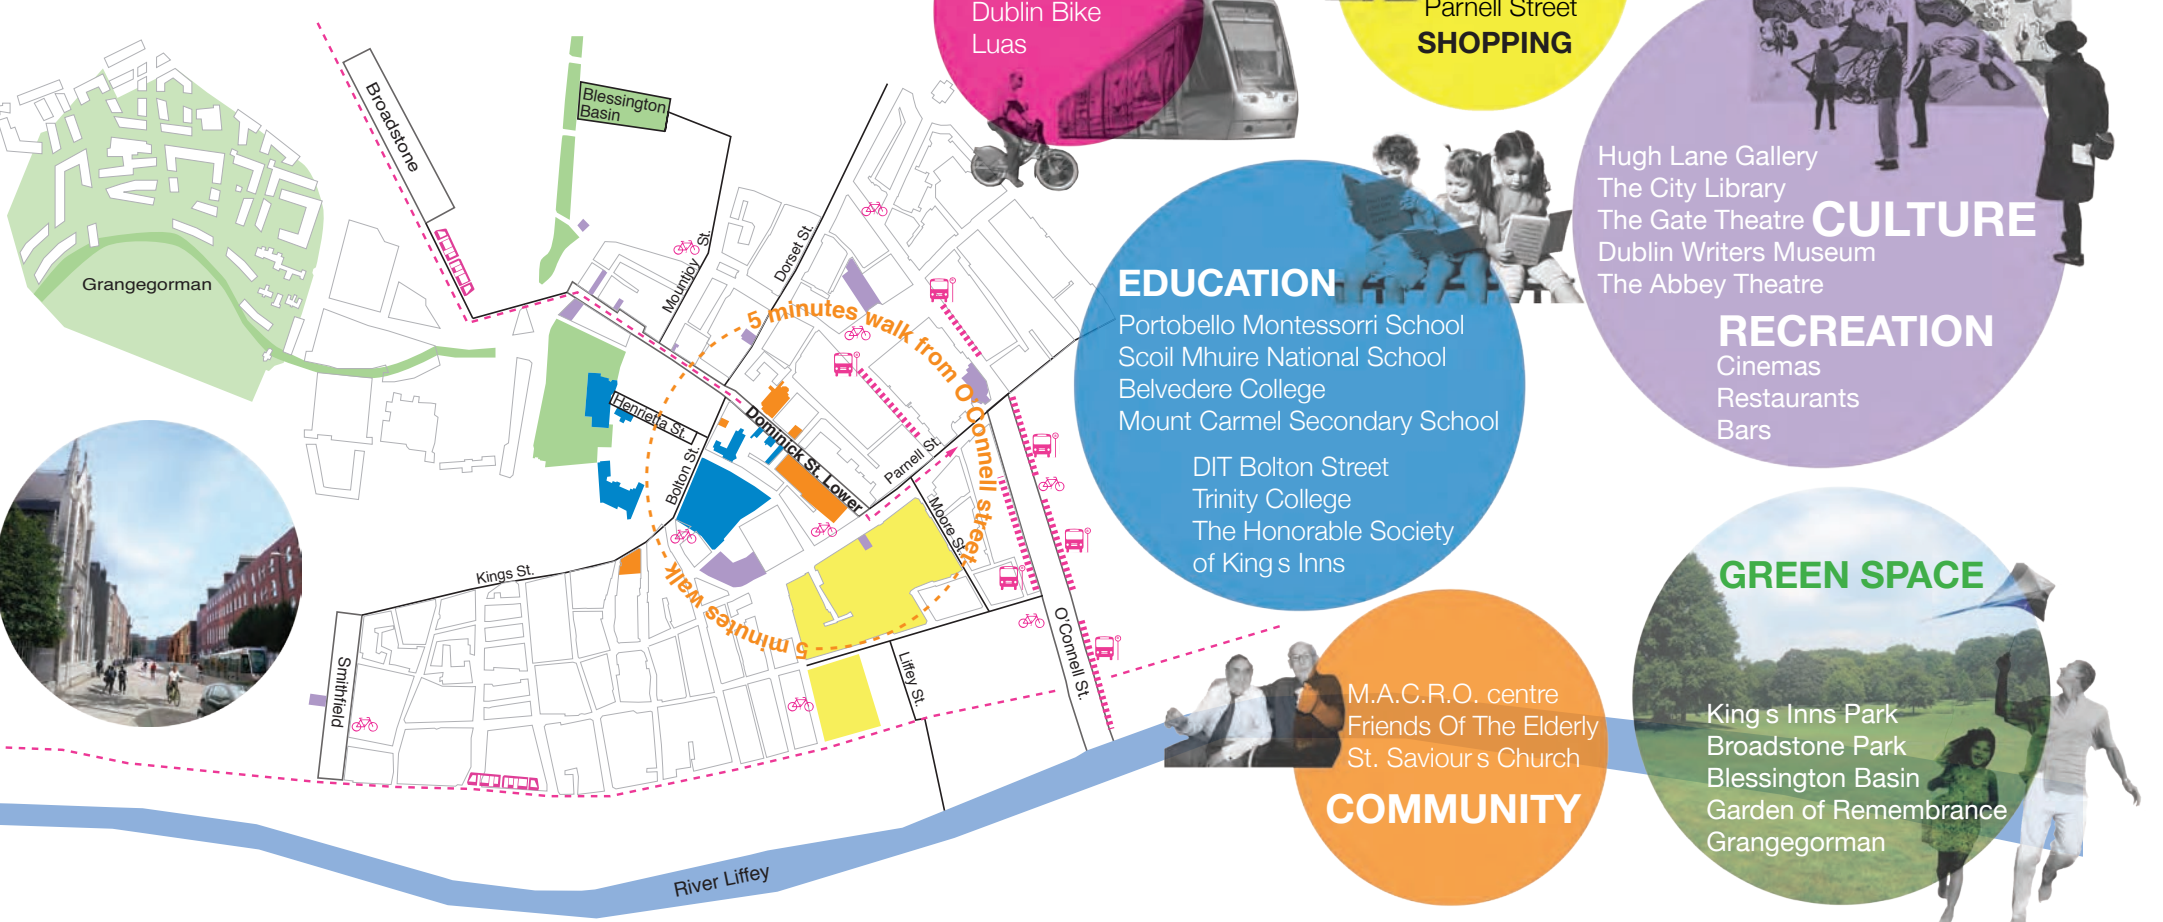 Dublin Bike
Luas
Parnell Street
SHOPPING
Broadstone
Blessington
Basin
Grangegorman
Mountjoy St.
Dorset St.
5 minutes walk from O'Connell street
Henrietta St.
Dominick St. Lower
Bolton St.
Parnell St.
Moore St.
Kings St.
5 minutes walk
Smithfield
Liffey St.
O'Connell St.
River Liffey
EDUCATION
Portobello Montessorri School
Scoil Mhuire National School
Belvedere College
Mount Carmel Secondary School
DIT Bolton Street
Trinity College
The Honorable Society
of King s Inns
Hugh Lane Gallery
The City Library
The Gate Theatre
CULTURE
Dublin Writers Museum
The Abbey Theatre
RECREATION
Cinemas
Restaurants
Bars
M.A.C.R.O. centre
Friends Of The Elderly
St. Saviour s Church
COMMUNITY
GREEN SPACE
King s Inns Park
Broadstone Park
Blessington Basin
Garden of Remembrance
Grangegorman